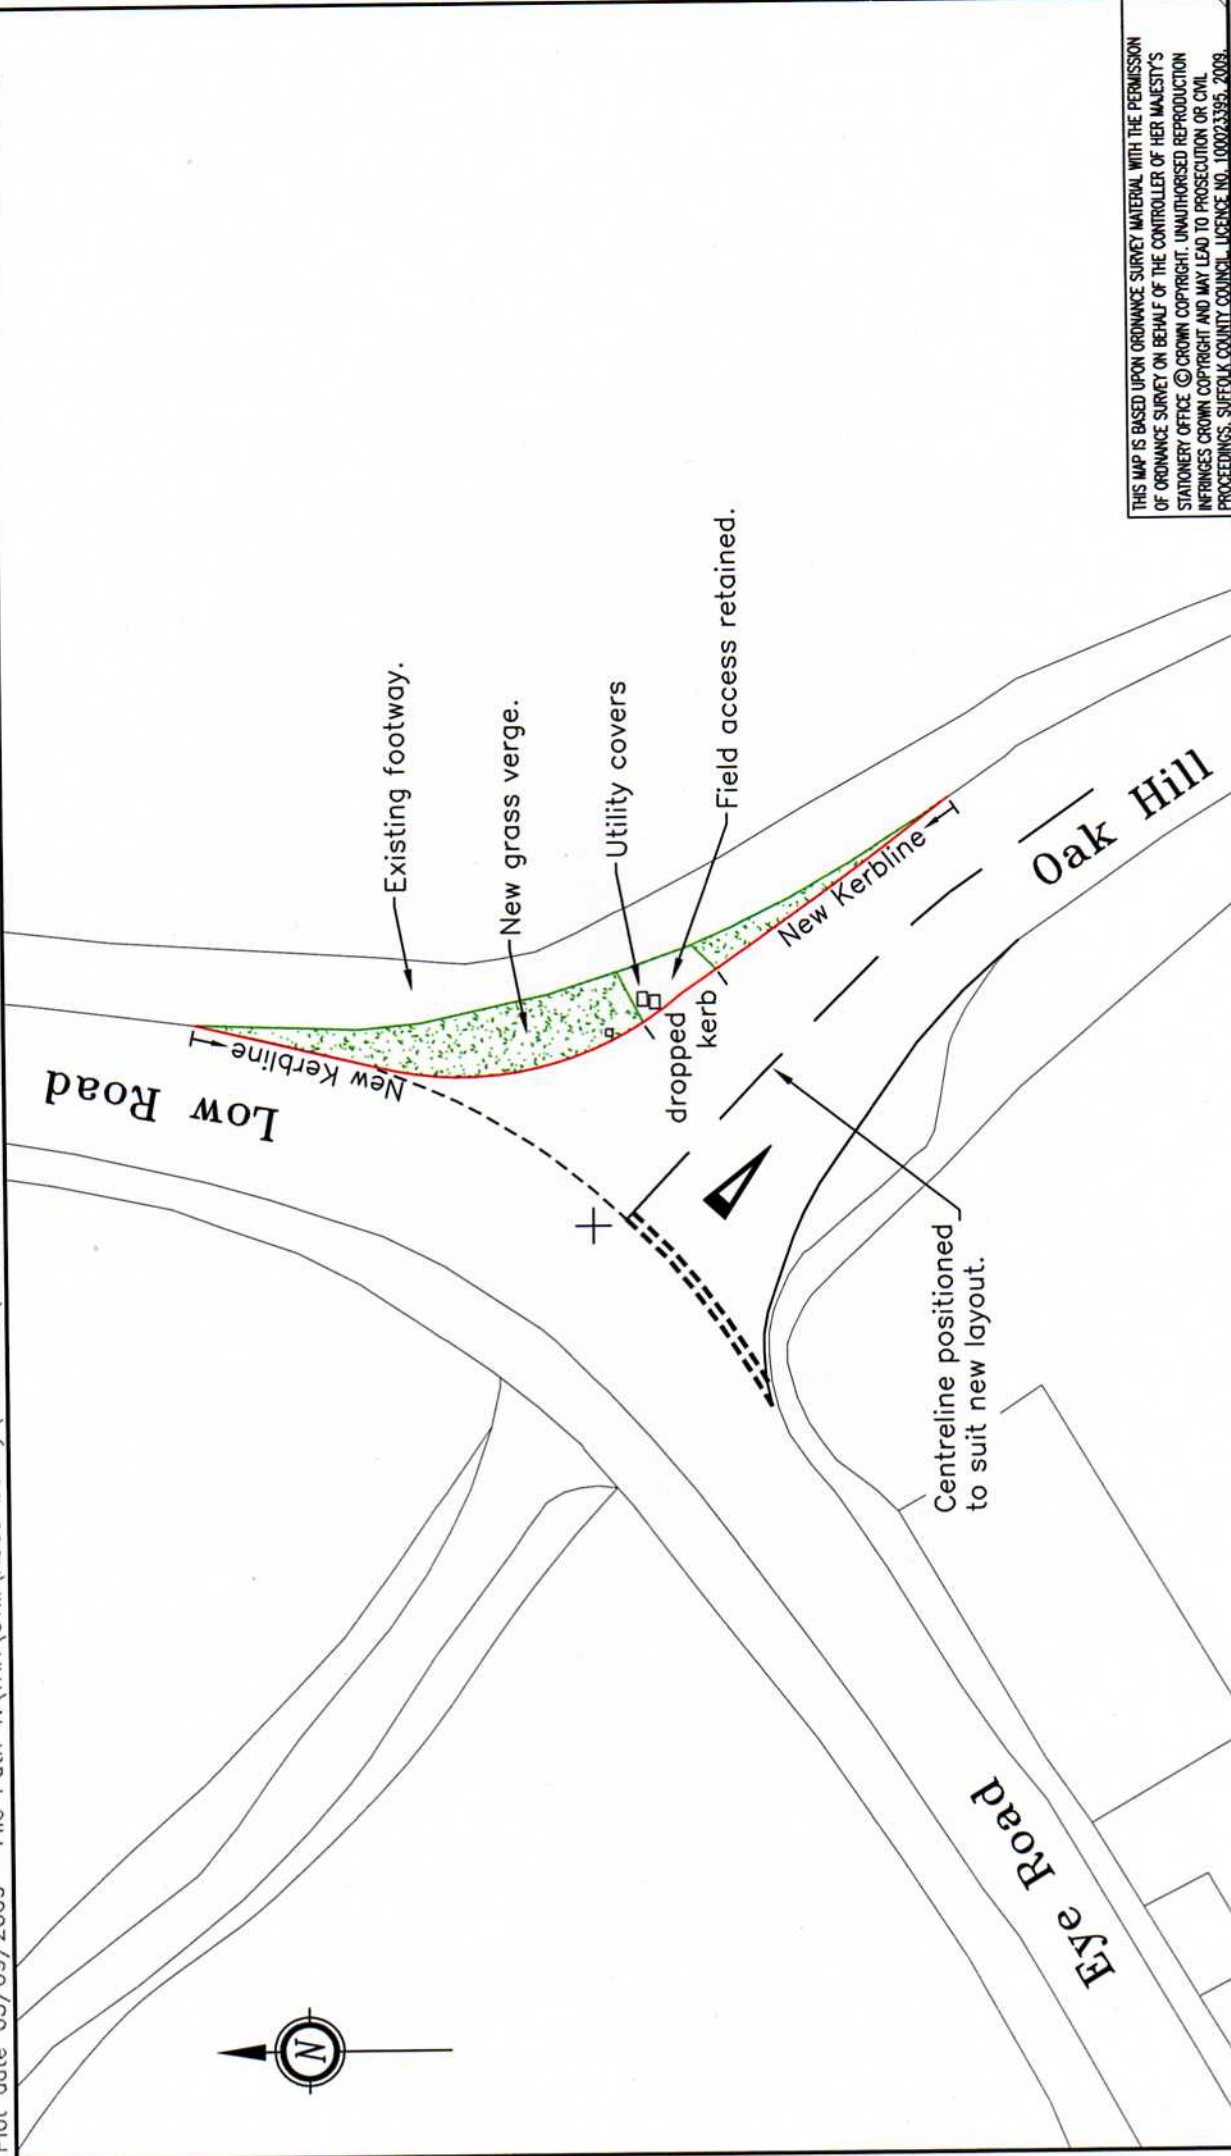 Plot date
THIS MAP IS BASED UPON ORDNANCE SURVEY MATERIAL WITH THE PERMISSION
OF ORDNANCE SURVEY ON BEHALF OF THE CONTROLLER OF HER MAJESTY'S
STATIONERY OFFICE © CROWN COPYRIGHT. UNAUTHORISED REPRODUCTION
INFRINGES CROWN COPYRIGHT AND MAY LEAD TO PROSECUTION OR CIVIL
PROCEEDINGS. SUFFOLK COUNTY COUNCIL. LICENCE NO. 100023395. 2009.
Low Road
New Kerbline
Existing footway.
New grass verge.
Utility covers
Field access retained.
dropped
kerb
New Kerbline
Oak Hill
Centreline positioned
to suit new layout.
Eye Road
N